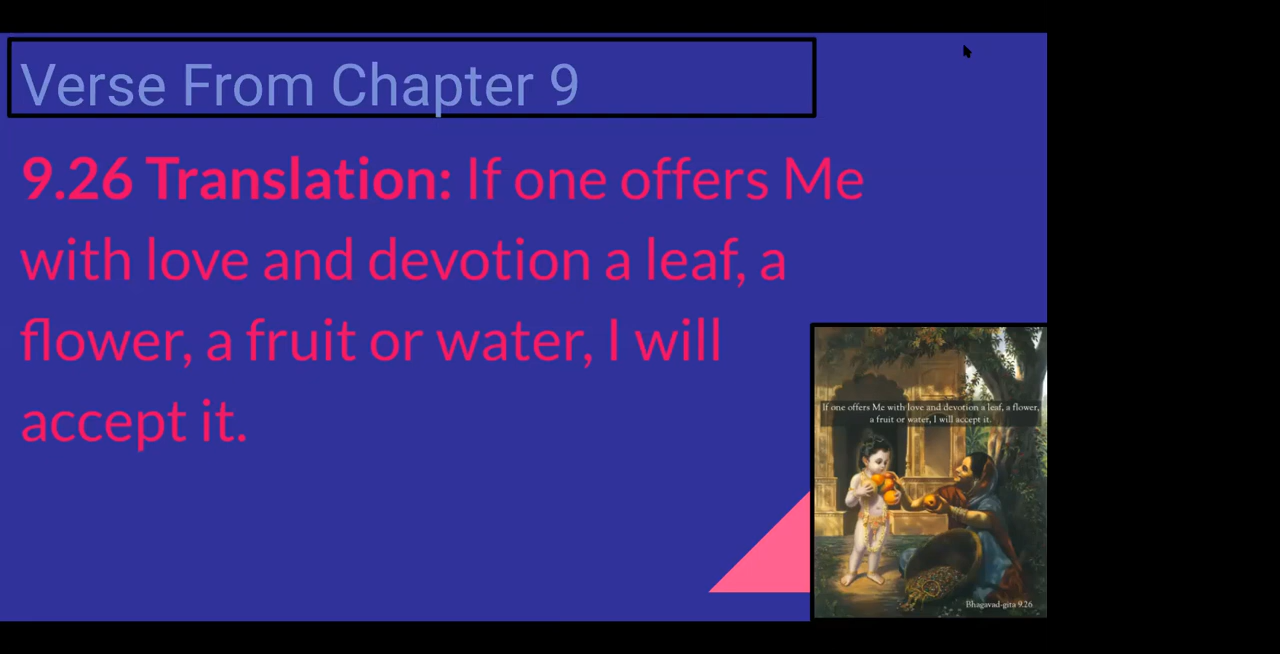 Verse From Chapter 9
9.26 Translation: If one offers Me
with love and devotion a leaf, a
flower, a fruit or water, I will
accept it.
If one offers Me with love and devotion a leaf, a flower,
a fruit or water, I will accept it.
Bhagavad-gita 9.26